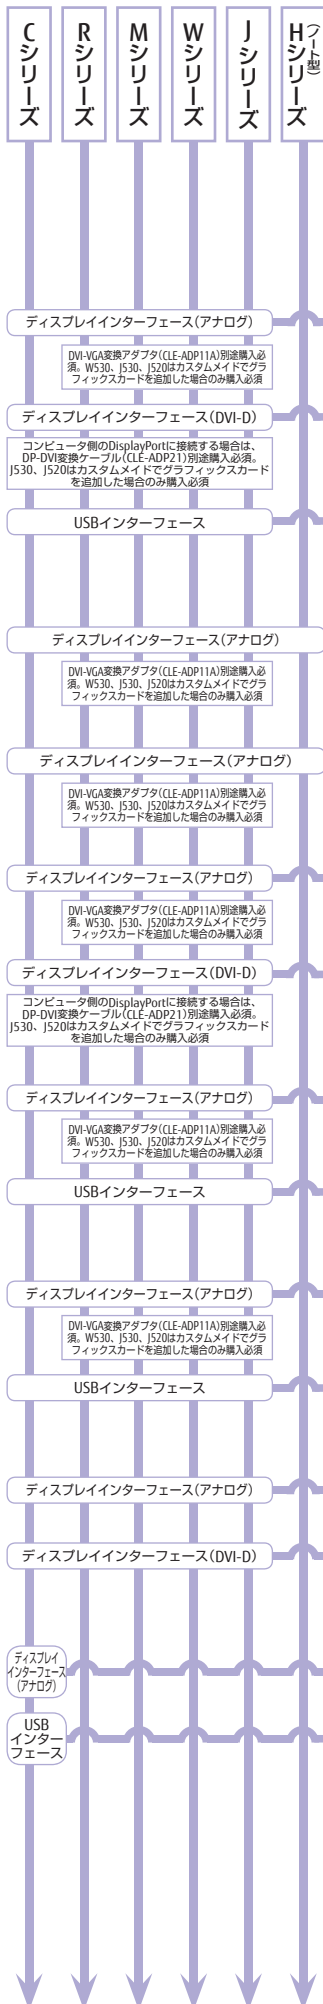 Cシリーズ
Rシリーズ
Mシリーズ
Wシリーズ
Jシリーズ
Hシリーズ
(ノート型)
ディスプレイインターフェース(アナログ)
DVI-VGA変換アダプタ(CLE-ADP11A)別途購入必
須。W530、J530、J520はカスタムメイドでグラ
フィックスカードを追加した場合のみ購入必須
ディスプレイインターフェース(DVI-D)
コンピュータ側のDisplayPortに接続する場合は、
DP-DVI変換ケーブル(CLE-ADP21)別途購入必須。
J530、J520はカスタムメイドでグラフィックスカード
を追加した場合のみ購入必須
USBインターフェース
ディスプレイインターフェース(アナログ)
DVI-VGA変換アダプタ(CLE-ADP11A)別途購入必
須。W530、J530、J520はカスタムメイドでグラ
フィックスカードを追加した場合のみ購入必須
ディスプレイインターフェース(アナログ)
DVI-VGA変換アダプタ(CLE-ADP11A)別途購入必
須。W530、J530、J520はカスタムメイドでグラ
フィックスカードを追加した場合のみ購入必須
ディスプレイインターフェース(アナログ)
DVI-VGA変換アダプタ(CLE-ADP11A)別途購入必
須。W530、J530、J520はカスタムメイドでグラ
フィックスカードを追加した場合のみ購入必須
ディスプレイインターフェース(DVI-D)
コンピュータ側のDisplayPortに接続する場合は、
DP-DVI変換ケーブル(CLE-ADP21)別途購入必須。
J530、J520はカスタムメイドでグラフィックスカード
を追加した場合のみ購入必須
ディスプレイインターフェース(アナログ)
DVI-VGA変換アダプタ(CLE-ADP11A)別途購入必
須。W530、J530、J520はカスタムメイドでグラ
フィックスカードを追加した場合のみ購入必須
USBインターフェース
ディスプレイインターフェース(アナログ)
DVI-VGA変換アダプタ(CLE-ADP11A)別途購入必
須。W530、J530、J520はカスタムメイドでグラ
フィックスカードを追加した場合のみ購入必須
USBインターフェース
ディスプレイインターフェース(アナログ)
ディスプレイインターフェース(DVI-D)
ディスプレイ
インターフェース
(アナログ)
USB
インター
フェース